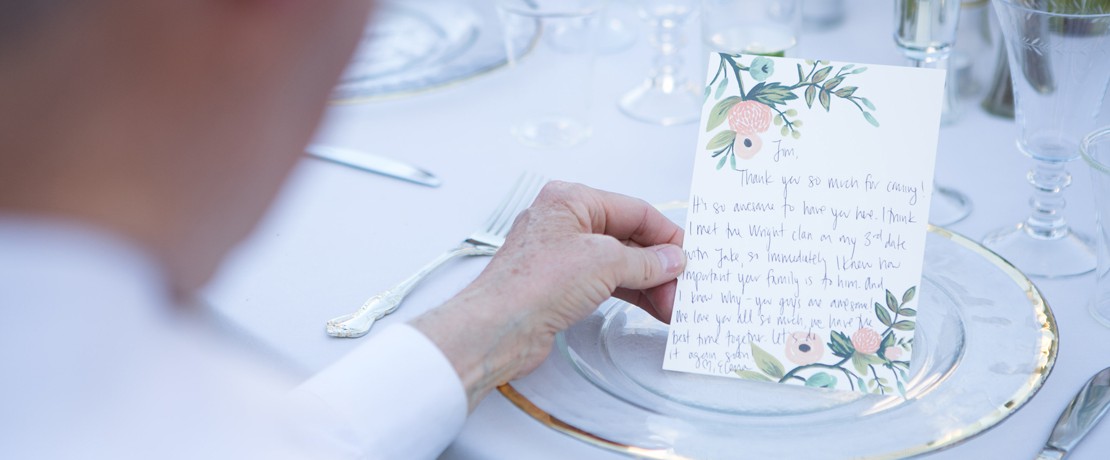 Jim,
Thank you so much for coming!
It's so awesome to have you here. I think
I met the Wright clan on my 3rd date
with Jake, so immediately I knew how
important your family is to him and
I know why - you guys are awesome!
We love you all so much, we have the
best time together. Let's do
it again soon